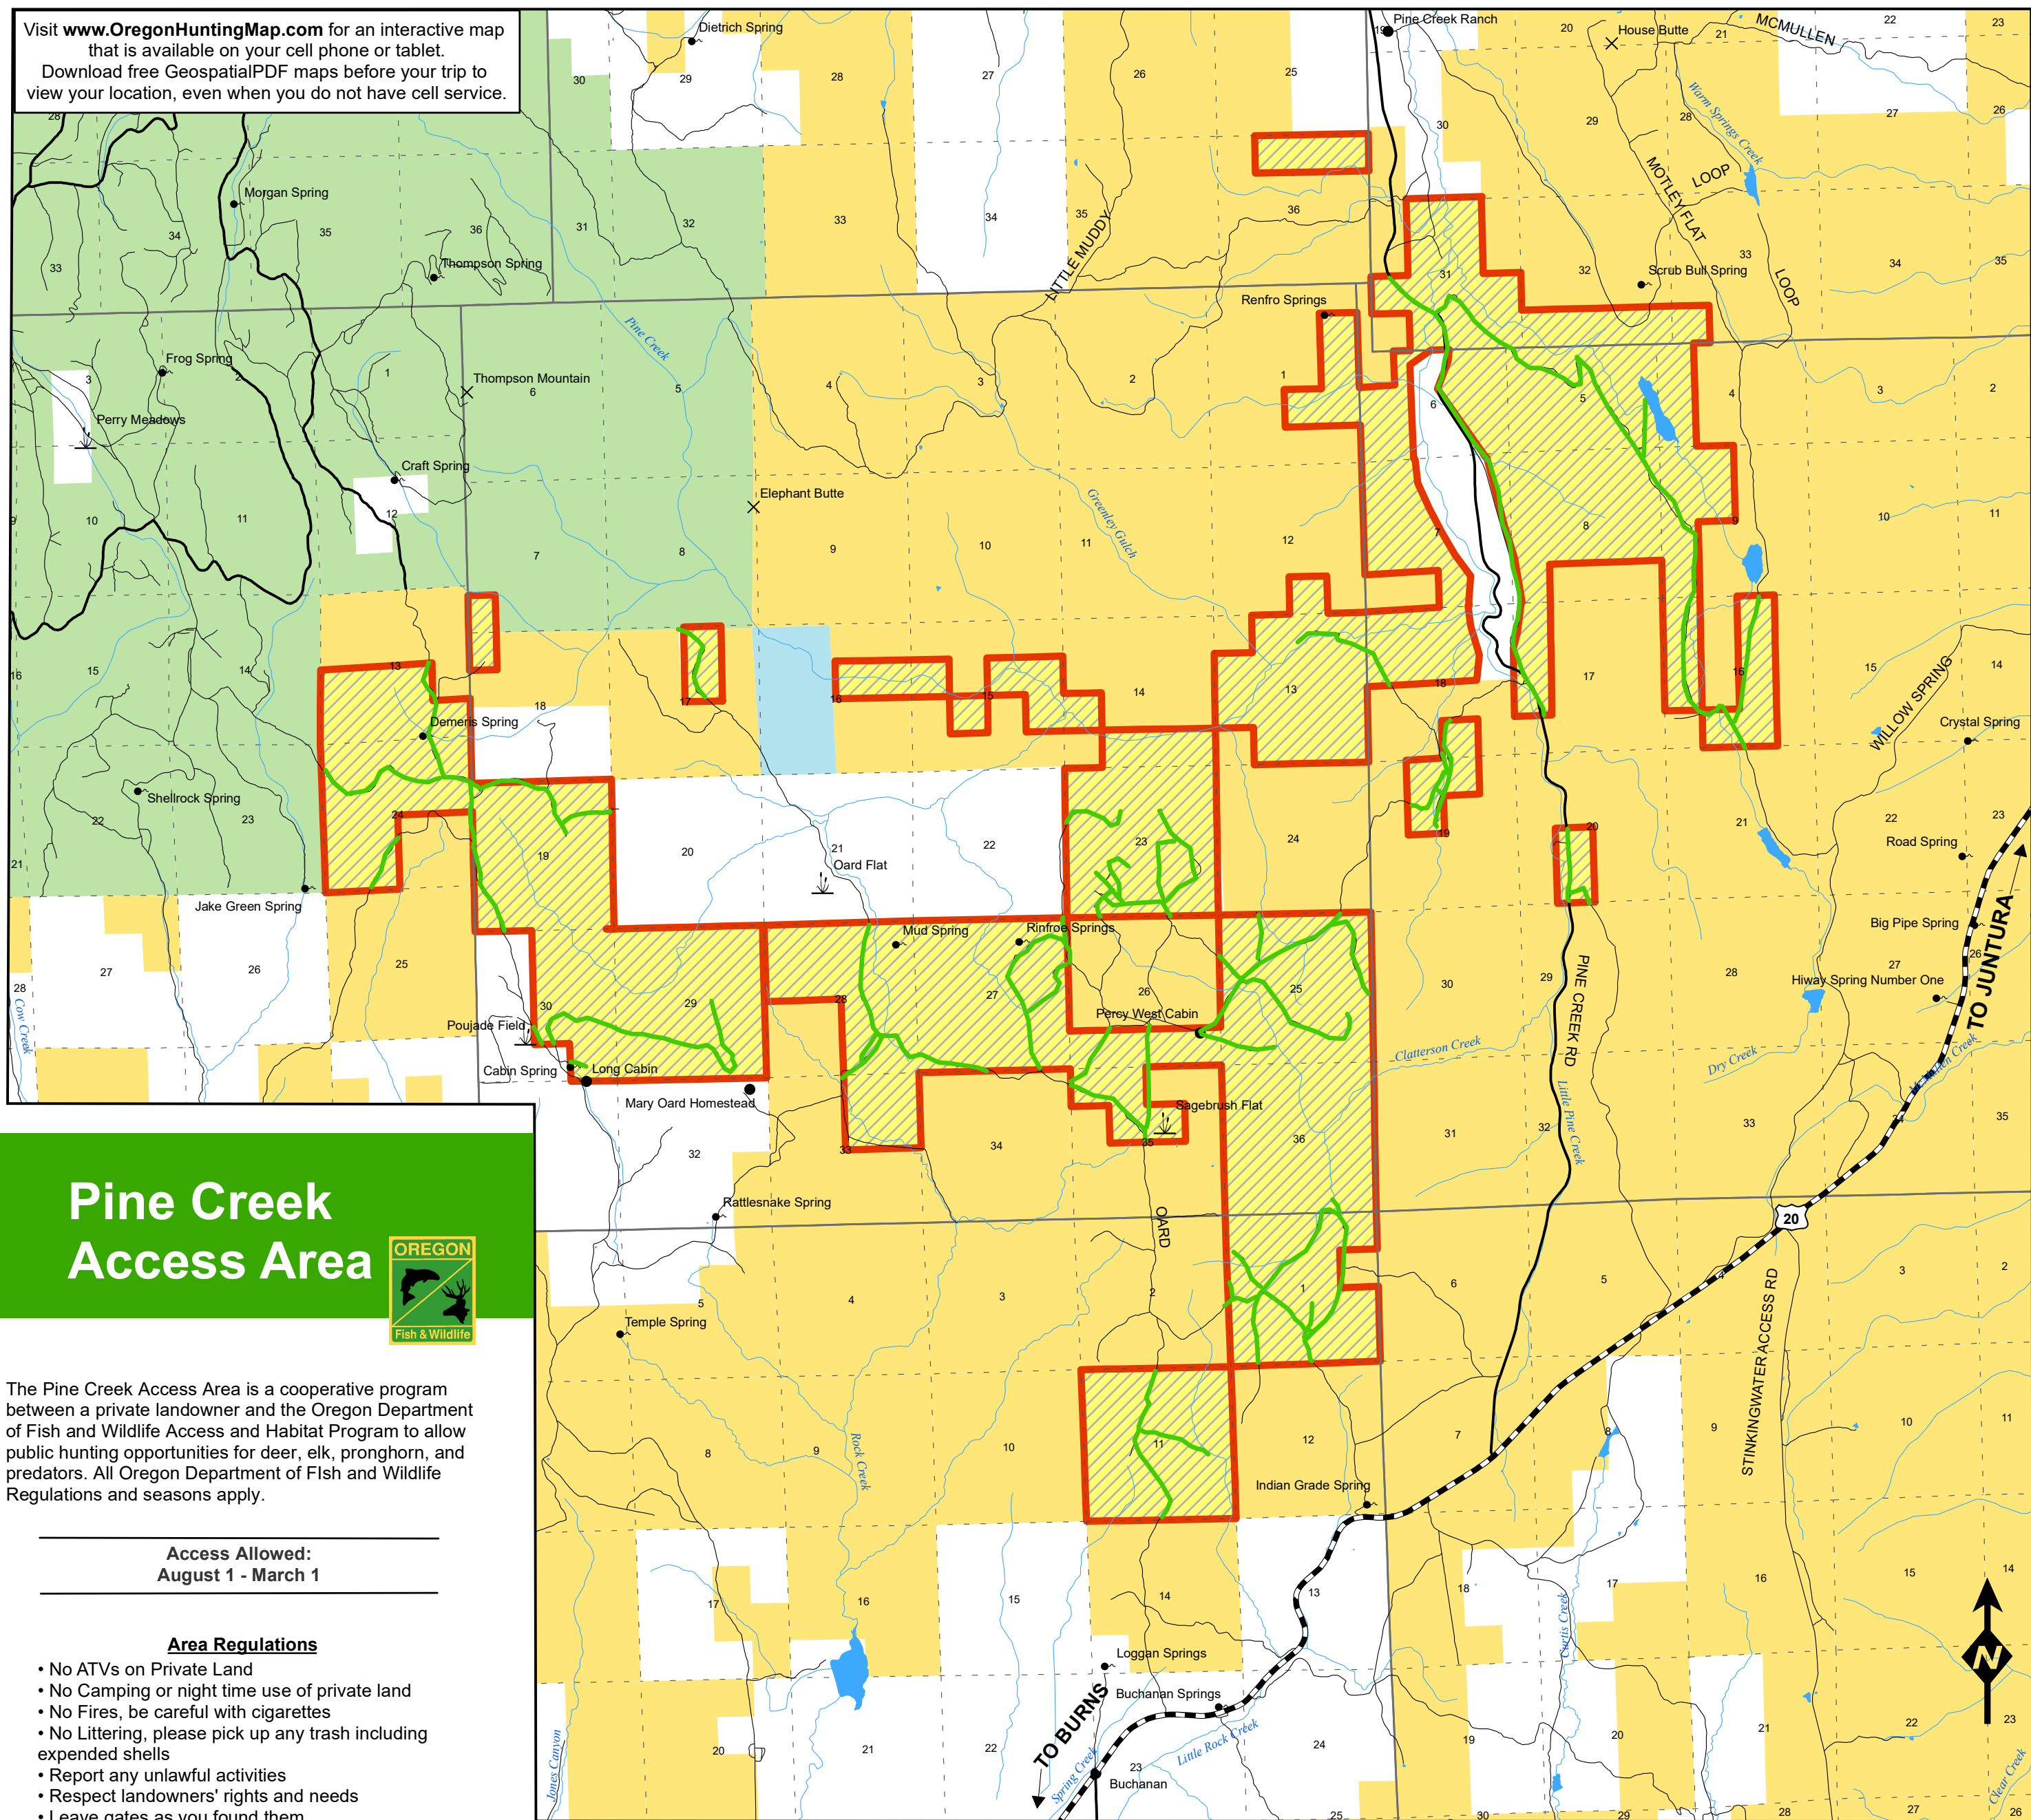 Visit www.OregonHuntingMap.com for an interactive map
that is available on your cell phone or tablet.
Download free GeospatialPDF maps before your trip to
view your location, even when you do not have cell service.
Dietrich Spring
Pine Creek Ranch
House Butte
MCMULLEN
Warm Springs Creek
MOTLEY FLAT
LOOP
LOOP
Morgan Spring
Thompson Spring
LITTLE MUDDY
Scrub Bull Spring
Renfro Springs
Pine Creek
Frog Spring
Thompson Mountain
Perry Meadows
Craft Spring
Elephant Butte
Greenley Gulch
WILLOW SPRING
Crystal Spring
Demeris Spring
Shellrock Spring
Oard Flat
Road Spring
Jake Green Spring
Mud Spring
Rinfroe Springs
Big Pipe Spring
Hiway Spring Number One
TO JUNTURA
PINE CREEK RD
Percy West Cabin
Cow Creek
Poujade Field
Cabin Spring
Long Cabin
Mary Oard Homestead
Clatterson Creek
Little Pine Creek
Dry Creek
Sagebrush Flat
Rattlesnake Spring
OARD
20
STINKINGWATER ACCESS RD
Temple Spring
Rock Creek
Indian Grade Spring
Curtis Creek
Loggan Springs
Buchanan Springs
TO BURNS
Little Rock Creek
Spring Creek
Buchanan
Jones Canyon
Clear Creek
N
Pine Creek
Access Area
OREGON
Fish & Wildlife
The Pine Creek Access Area is a cooperative program
between a private landowner and the Oregon Department
of Fish and Wildlife Access and Habitat Program to allow
public hunting opportunities for deer, elk, pronghorn, and
predators. All Oregon Department of FIsh and Wildlife
Regulations and seasons apply.
Access Allowed:
August 1 - March 1
Area Regulations
• No ATVs on Private Land
• No Camping or night time use of private land
• No Fires, be careful with cigarettes
• No Littering, please pick up any trash including
expended shells
• Report any unlawful activities
• Respect landowners' rights and needs
• Leave gates as you found them